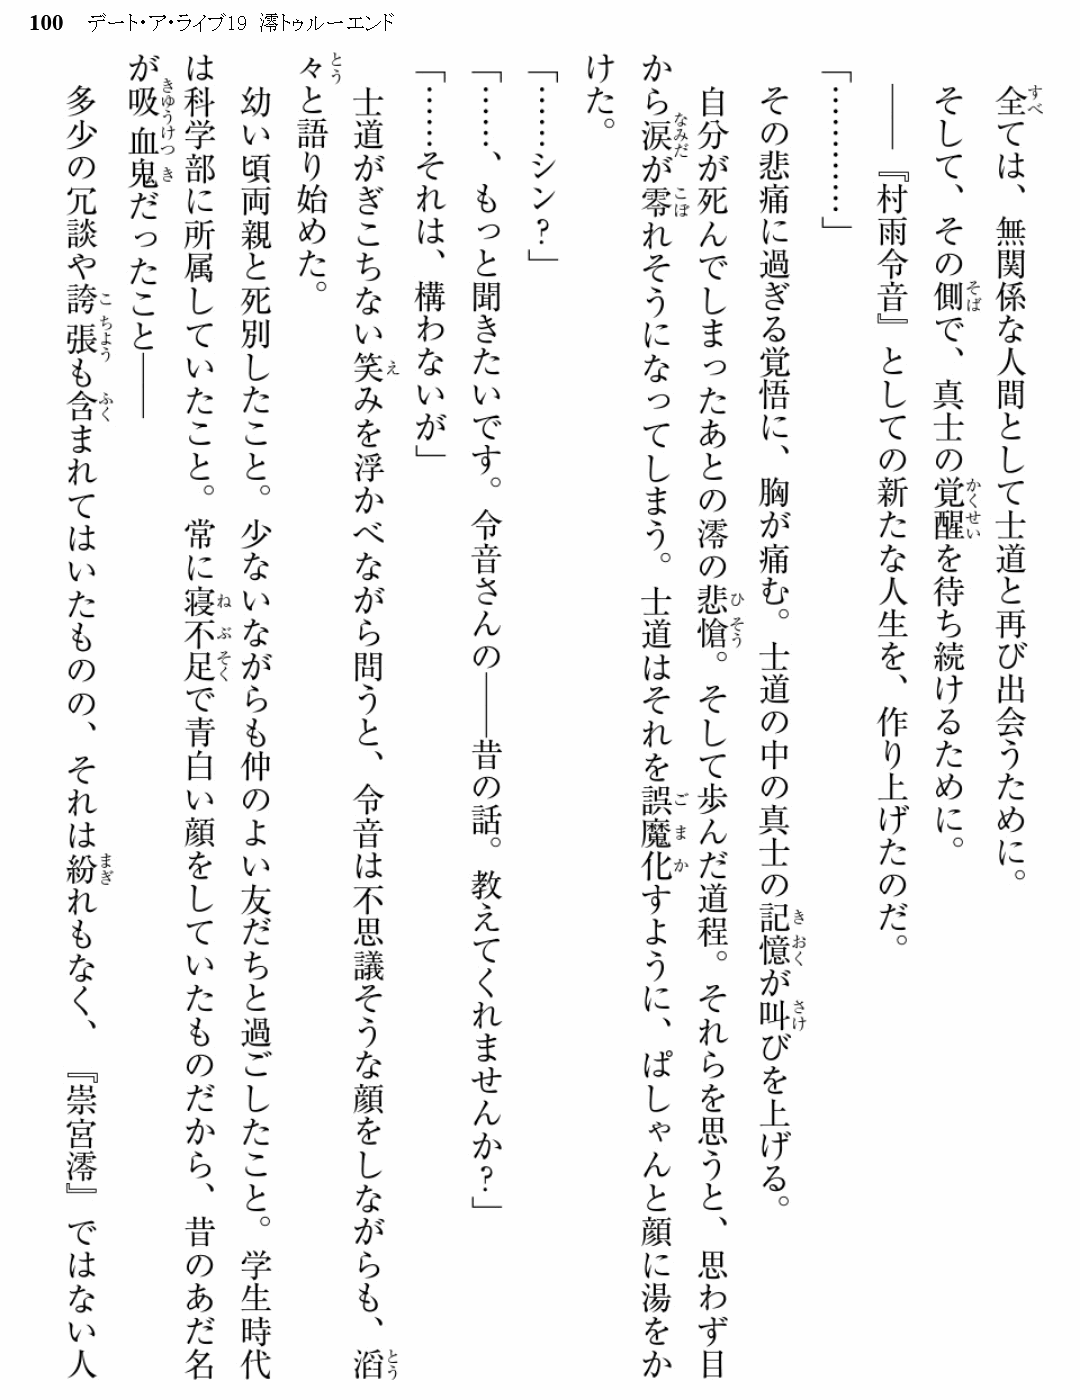 100 デート・ア・ライブ19 澪トゥルーエンド
全ては、無関係な人間として士道と再び出会うために。
そして、その側で、真士の覚醒を待ち続けるために。
――『村雨令音』としての新たな人生を、作り上げたのだ。
「…………」
その悲痛に過ぎる覚悟に、胸が痛む。士道の中の真士の記憶が叫びを上げる。
自分が死んでしまったあとの澪の悲愴。そして歩んだ道程。それらを思うと、思わず目
から涙が零れそうになってしまう。士道はそれを誤魔化すように、ぱしゃんと顔に湯をか
けた。
「……シン？」
「……、もっと聞きたいです。令音さんの――昔の話。教えてくれませんか？」
「……それは、構わないが」
士道がぎこちない笑みを浮かべながら問うと、令音は不思議そうな顔をしながらも、滔
々と語り始めた。
幼い頃両親と死別したこと。少ないながらも仲のよい友だちと過ごしたこと。学生時代
は科学部に所属していたこと。常に寝不足で青白い顔をしていたものだから、昔のあだ名
が吸血鬼だったこと――
多少の冗談や誇張も含まれてはいたものの、それは紛れもなく、『崇宮澪』ではない人